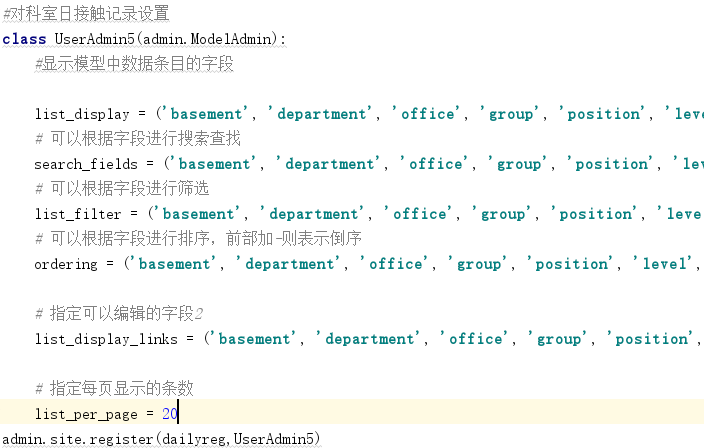 #对科室日接触记录设置
class UserAdmin5(admin.ModelAdmin):
#显示模型中数据条目的字段
list_display = ('basement', 'department', 'office', 'group', 'position', 'leve
# 可以根据字段进行搜索查找
search_fields = ('basement', 'department', 'office', 'group', 'position', 'le
# 可以根据字段进行筛选
list_filter = ('basement', 'department', 'office', 'group', 'position', 'leve
# 可以根据字段进行排序，前部加-则表示倒序
ordering = ('basement', 'department', 'office', 'group', 'position', 'level',
# 指定可以编辑的字段2
list_display_links = ('basement', 'department', 'office', 'group', 'position',
# 指定每页显示的条数
list_per_page = 20
admin.site.register(dailyreg,UserAdmin5)